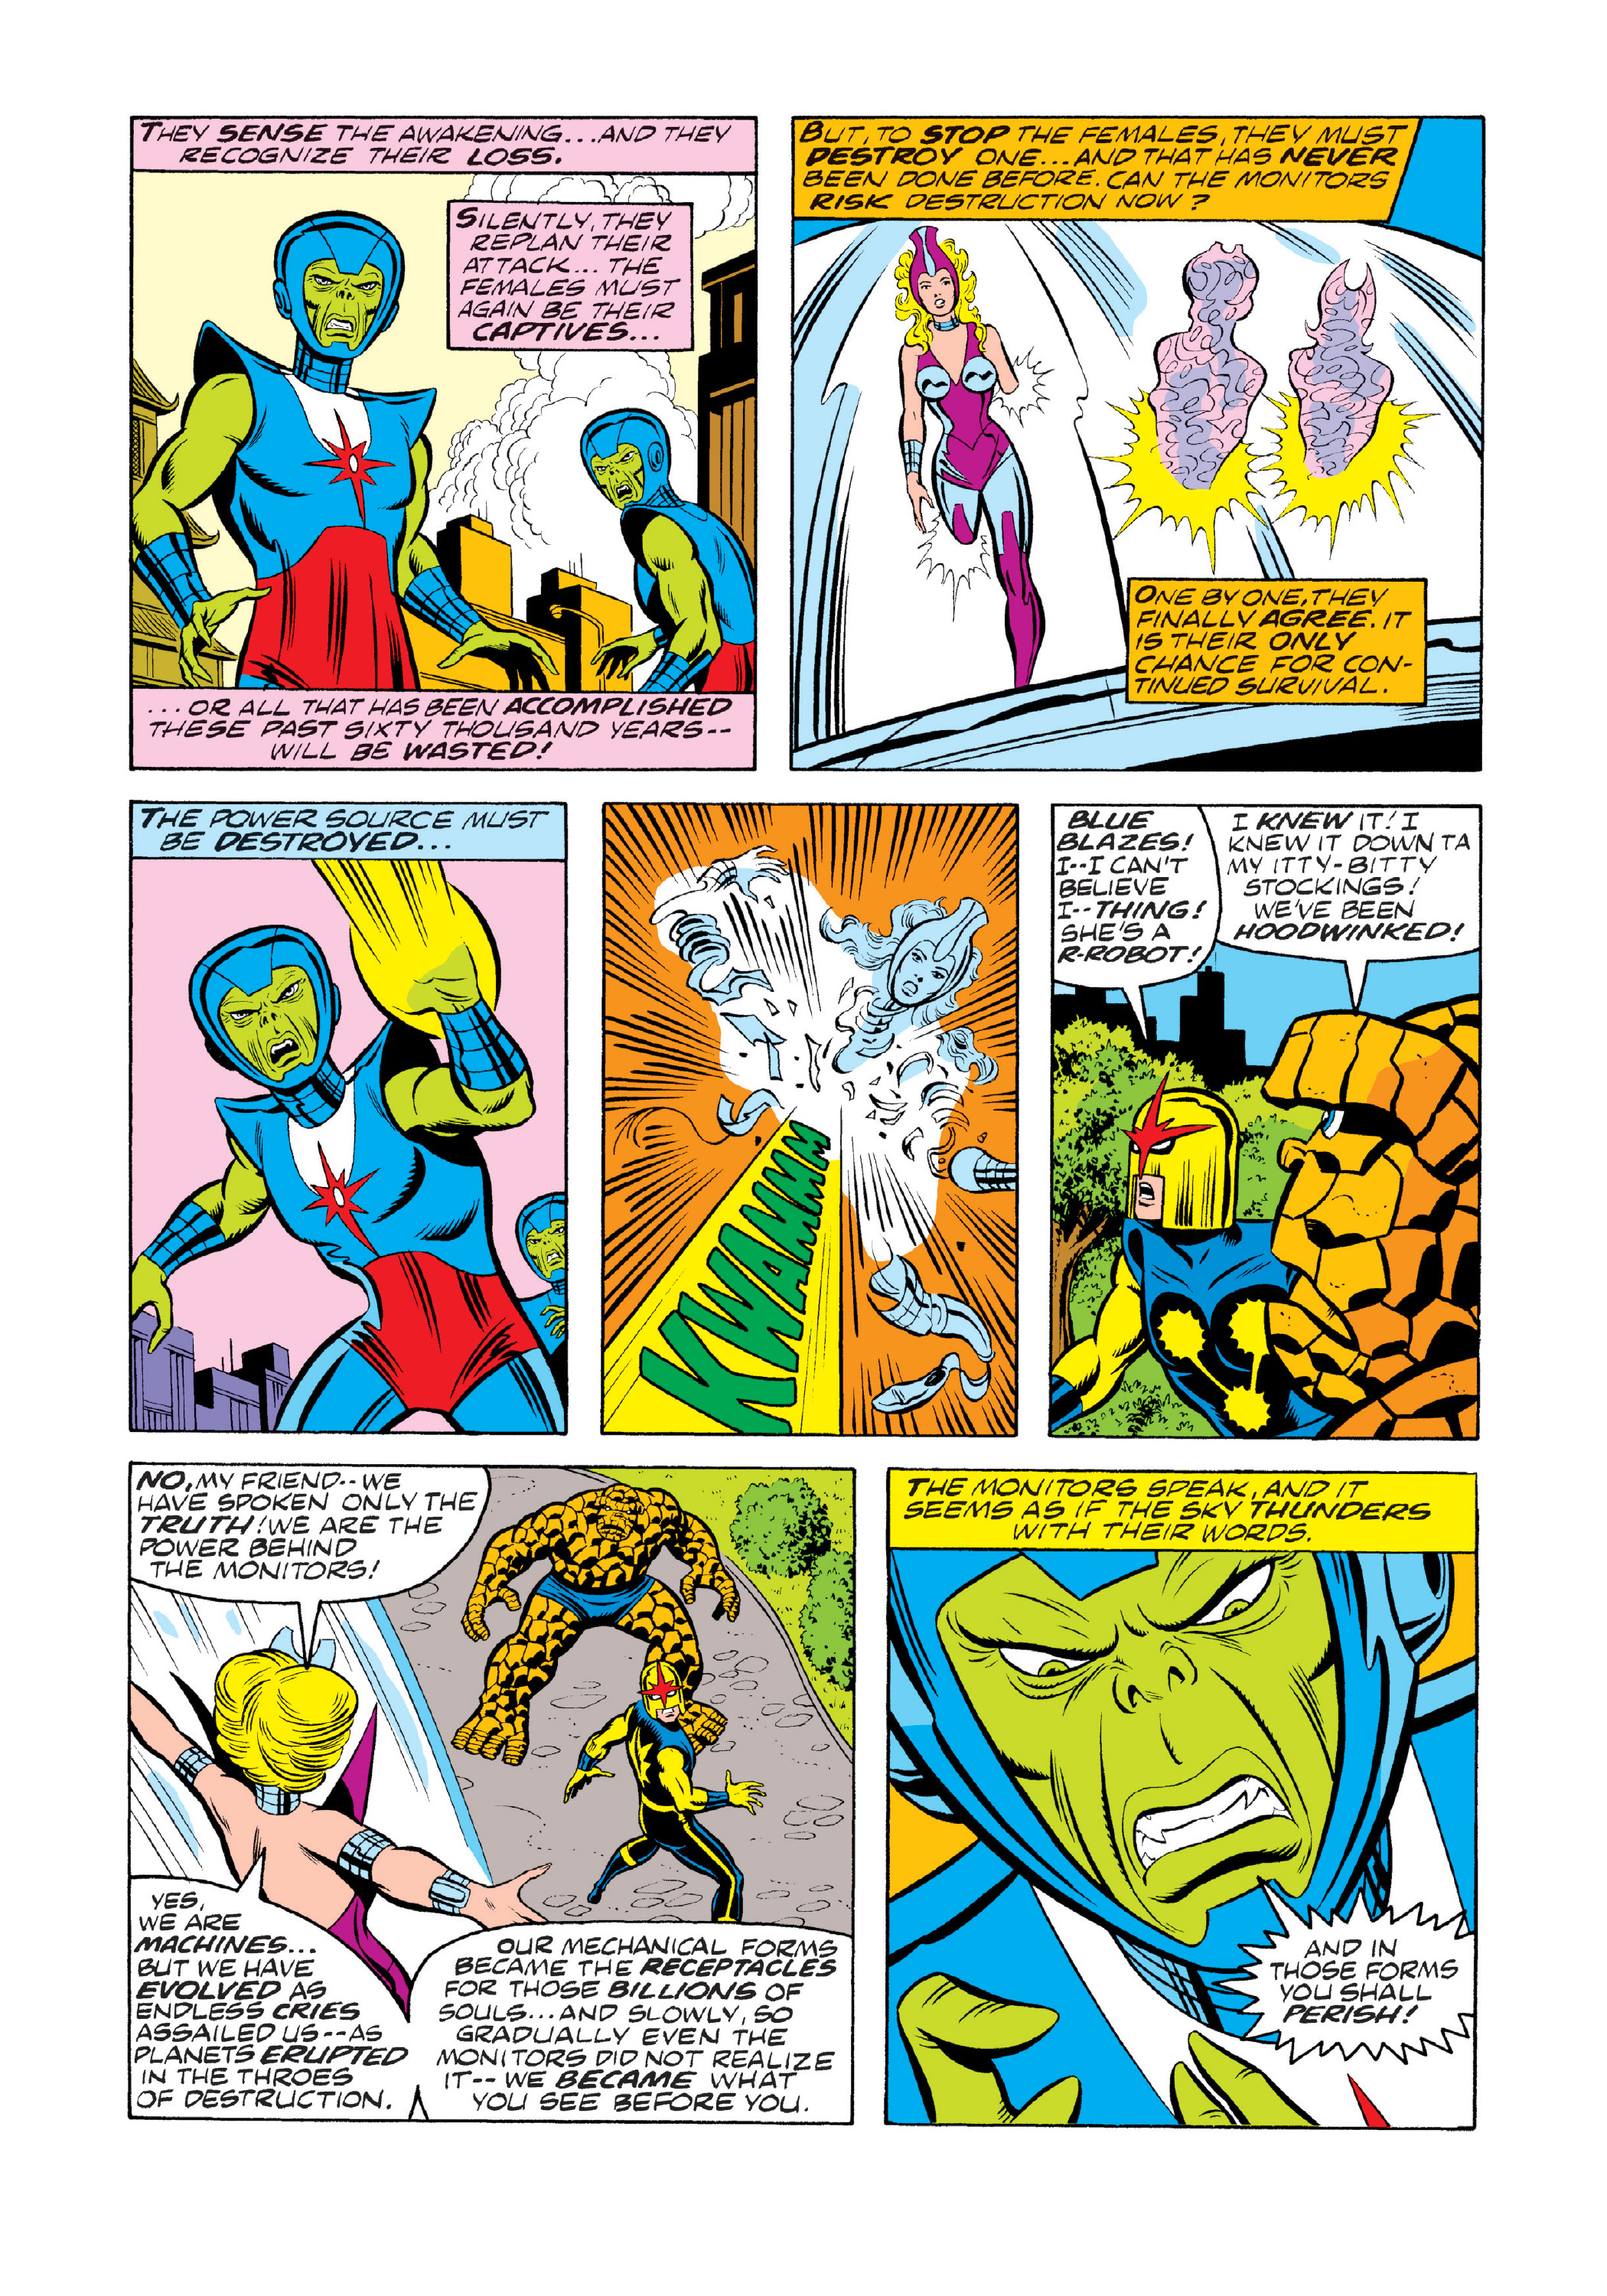 THEY SENSE THE AWAKENING...AND THEY
RECOGNIZE THEIR LOSS.
SILENTLY, THEY
REPLAN THEIR
ATTACK... THE
FEMALES MUST
AGAIN BE THEIR
CAPTIVES...
...OR ALL THAT HAS BEEN ACCOMPLISHED
THESE PAST SIXTY THOUSAND YEARS--
WILL BE WASTED!
BUT, TO STOP THE FEMALES, THEY MUST
DESTROY ONE...AND THAT HAS NEVER
BEEN DONE BEFORE. CAN THE MONITORS
RISK DESTRUCTION NOW?
ONE BY ONE, THEY
FINALLY AGREE. IT
IS THEIR ONLY
CHANCE FOR CON-
TINUED SURVIVAL.
THE POWER SOURCE MUST
BE DESTROYED...
KWAMMM
BLUE
BLAZES!
I--I CAN'T
BELIEVE
I--THING!
SHE'S A
R-ROBOT!
I KNEW IT! I
KNEW IT DOWN TA
MY ITTY-BITTY
STOCKINGS!
WE'VE BEEN
HOODWINKED!
NO, MY FRIEND--WE
HAVE SPOKEN ONLY THE
TRUTH! WE ARE THE
POWER BEHIND
THE MONITORS!
YES,
WE ARE
MACHINES...
BUT WE HAVE
EVOLVED AS
ENDLESS CRIES
ASSAILED US--AS
PLANETS ERUPTED
IN THE THROES
OF DESTRUCTION.
OUR MECHANICAL FORMS
BECAME THE RECEPTACLES
FOR THOSE BILLIONS OF
SOULS...AND SLOWLY, SO
GRADUALLY EVEN THE
MONITORS DID NOT REALIZE
IT--WE BECAME WHAT
YOU SEE BEFORE YOU.
THE MONITORS SPEAK, AND IT
SEEMS AS IF THE SKY THUNDERS
WITH THEIR WORDS.
AND IN
THOSE FORMS
YOU SHALL
PERISH!